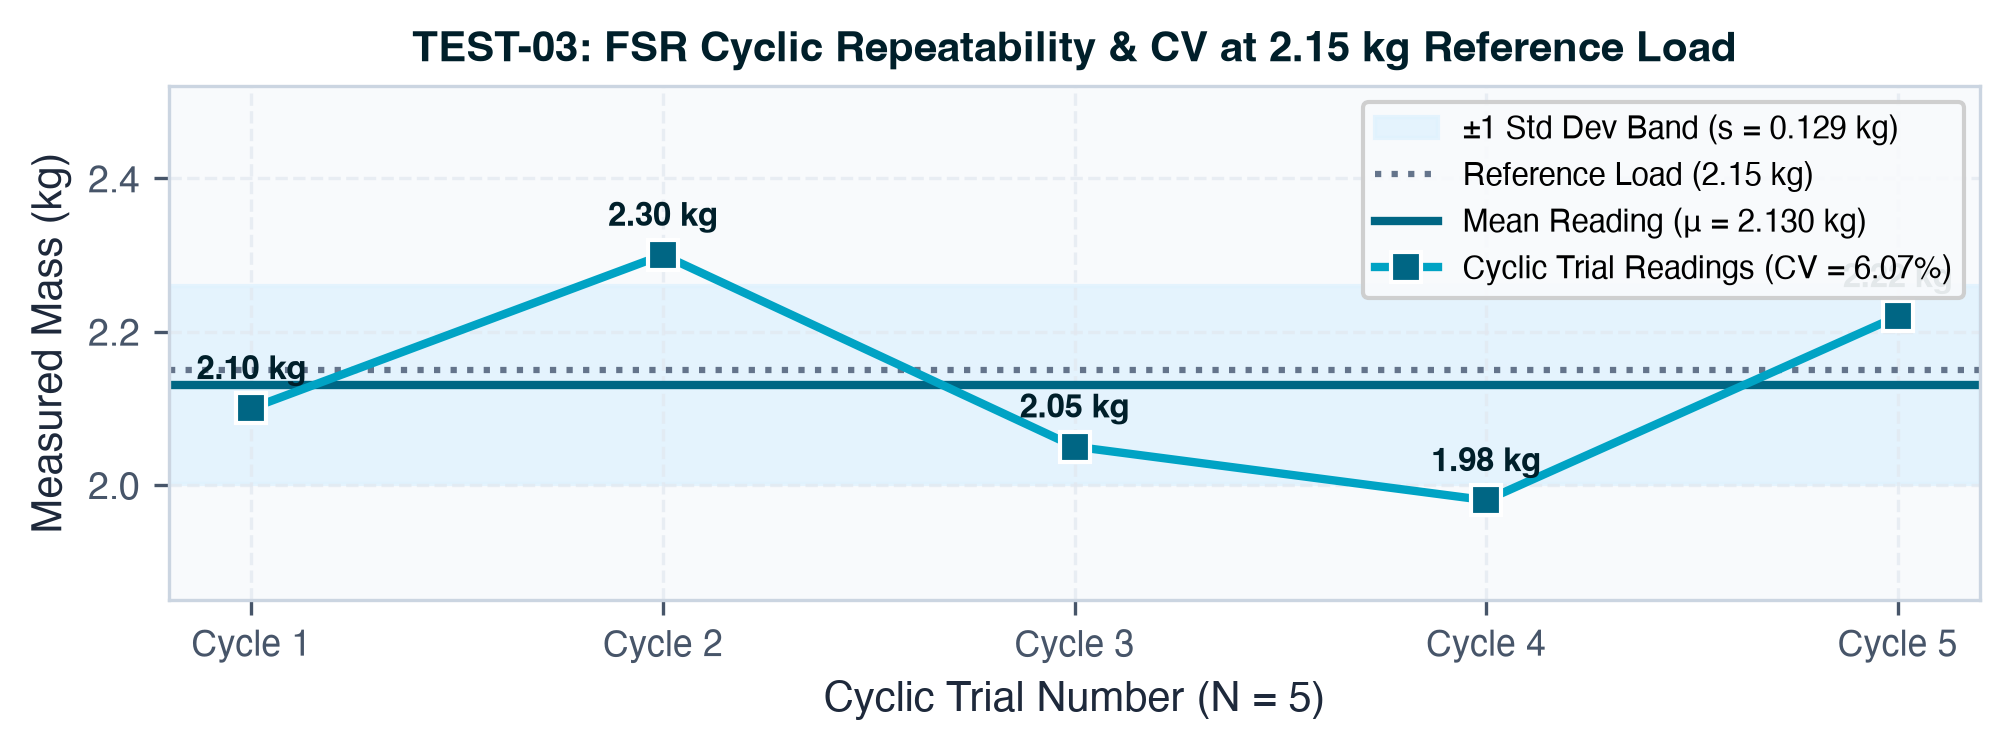 TEST-03: FSR Cyclic Repeatability & CV at 2.15 kg Reference Load
±1 Std Dev Band (s = 0.129 kg)
Reference Load (2.15 kg)
Mean Reading (μ = 2.130 kg)
Cyclic Trial Readings (CV = 6.07%)
Measured Mass (kg)
2.4
2.2
2.0
2.10 kg
2.30 kg
2.05 kg
1.98 kg
2.22 kg
Cycle 1
Cycle 2
Cycle 3
Cycle 4
Cycle 5
Cyclic Trial Number (N = 5)